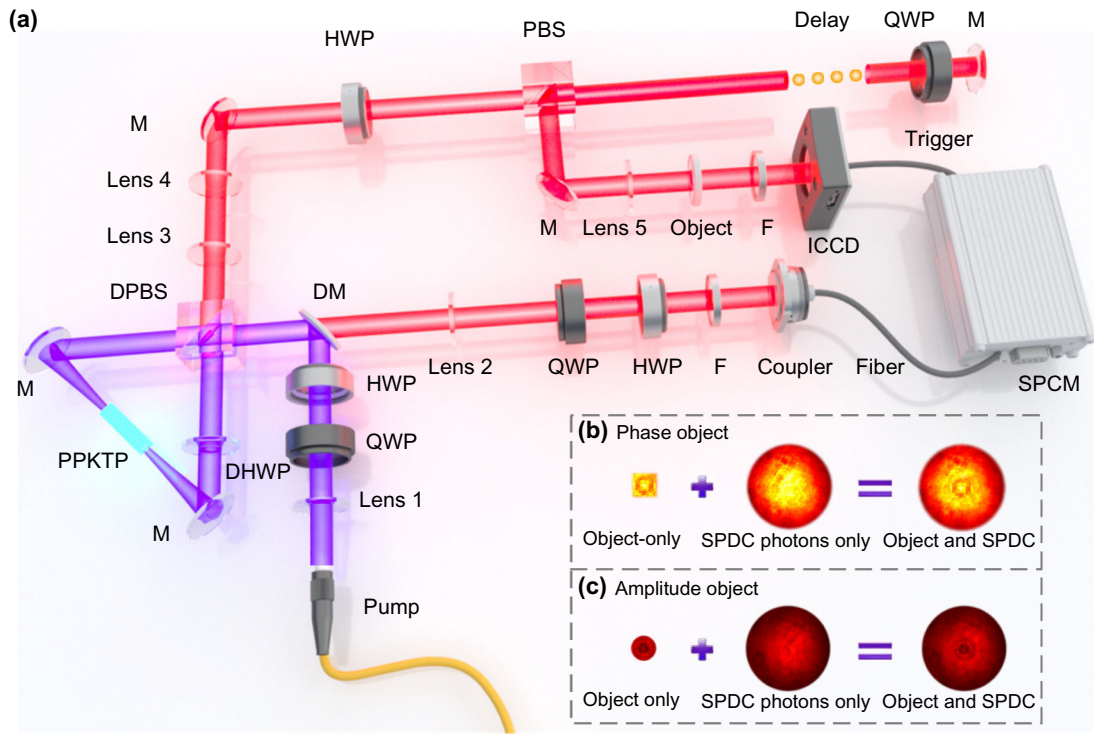 (a)
HWP
PBS
Delay
QWP
M
M
Trigger
Lens 4
M
Lens 5
Object
F
ICCD
Lens 3
DPBS
DM
M
Lens 2
QWP
HWP
F
Coupler
Fiber
SPCM
HWP
PPKTP
DHWP
QWP
M
Lens 1
Pump
(b) Phase object
Object-only
SPDC photons only
Object and SPDC
(c) Amplitude object
Object only
SPDC photons only
Object and SPDC